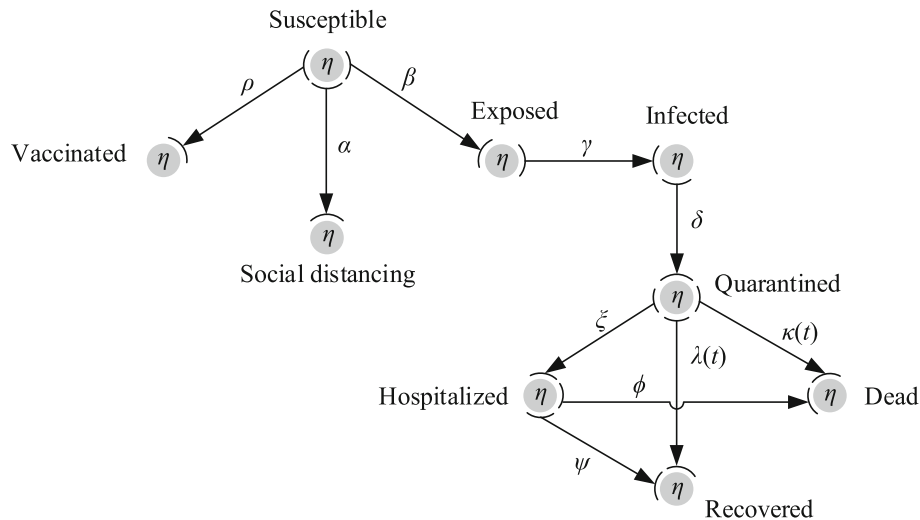 Susceptible
η
ρ
β
Exposed
Infected
Vaccinated
η
α
η
γ
η
η
δ
Social distancing
η
Quarantined
ξ
λ(t)
κ(t)
Hospitalized
η
ϕ
η
Dead
ψ
η
Recovered